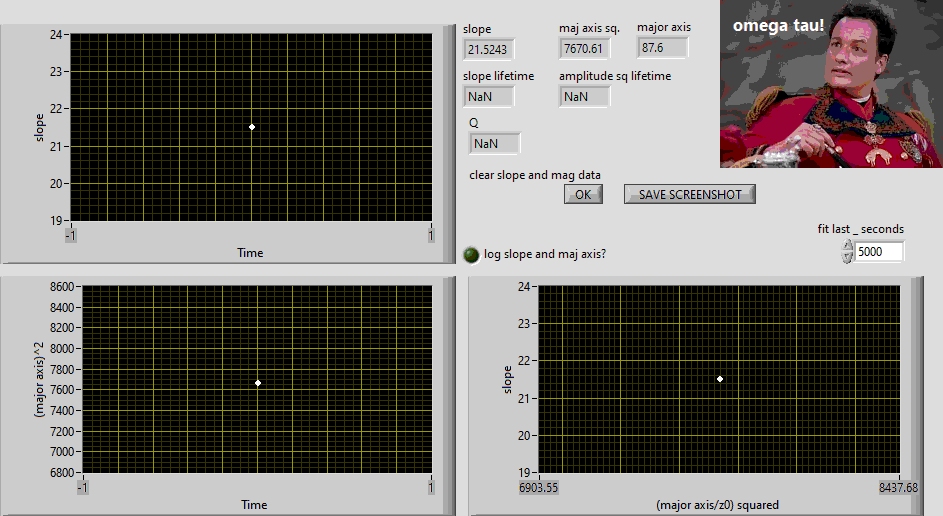 omega tau!
slope
maj axis sq.
major axis
21.5243
7670.61
87.6
slope lifetime
amplitude sq lifetime
NaN
NaN
Q
NaN
clear slope and mag data
OK
SAVE SCREENSHOT
fit last _ seconds
5000
log slope and maj axis?
24
23
22
21
20
19
slope
-1
1
Time
8600
8400
8200
8000
7800
7600
7400
7200
7000
6800
(major axis)^2
-1
1
Time
24
23
22
21
20
19
slope
6903.55
8437.68
(major axis/z0) squared